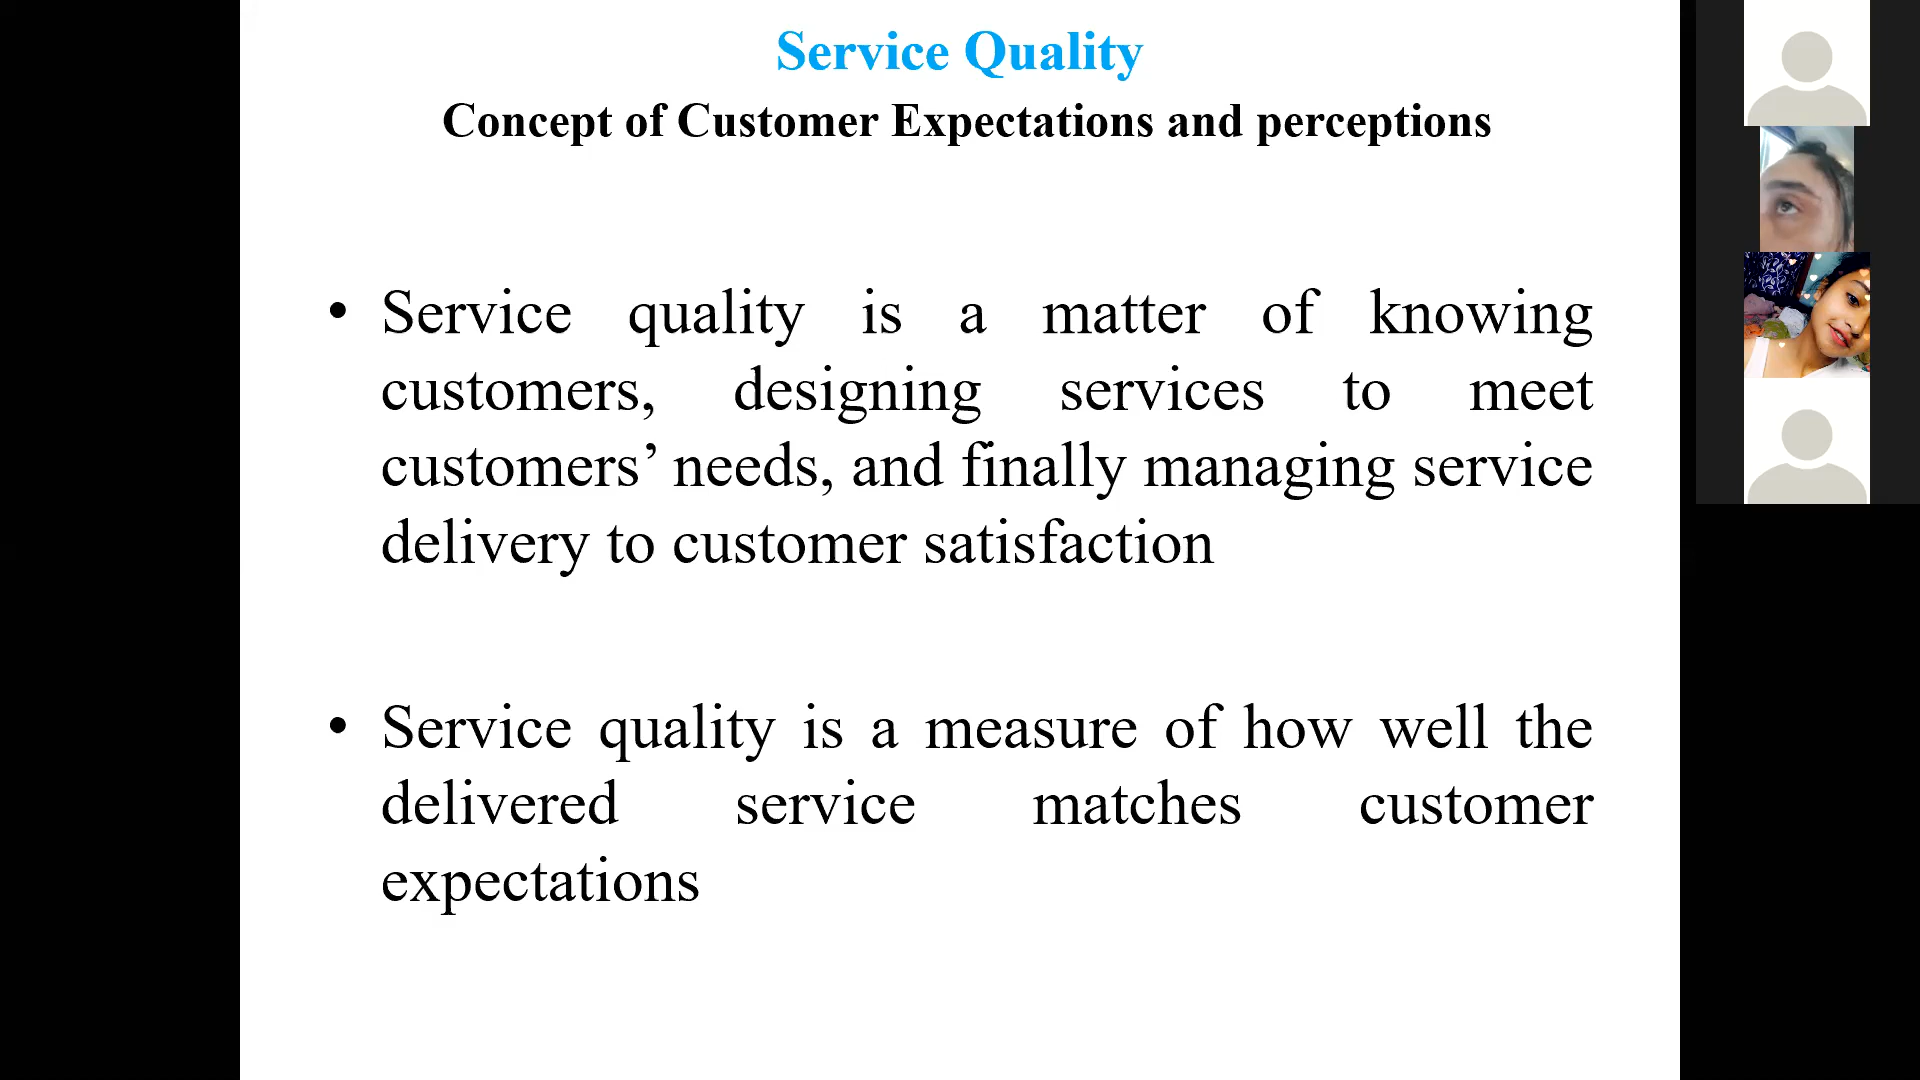 Service Quality
Concept of Customer Expectations and perceptions
• Service quality is a matter of knowing
customers, designing services to meet
customers’ needs, and finally managing service
delivery to customer satisfaction
• Service quality is a measure of how well the
delivered service matches customer
expectations